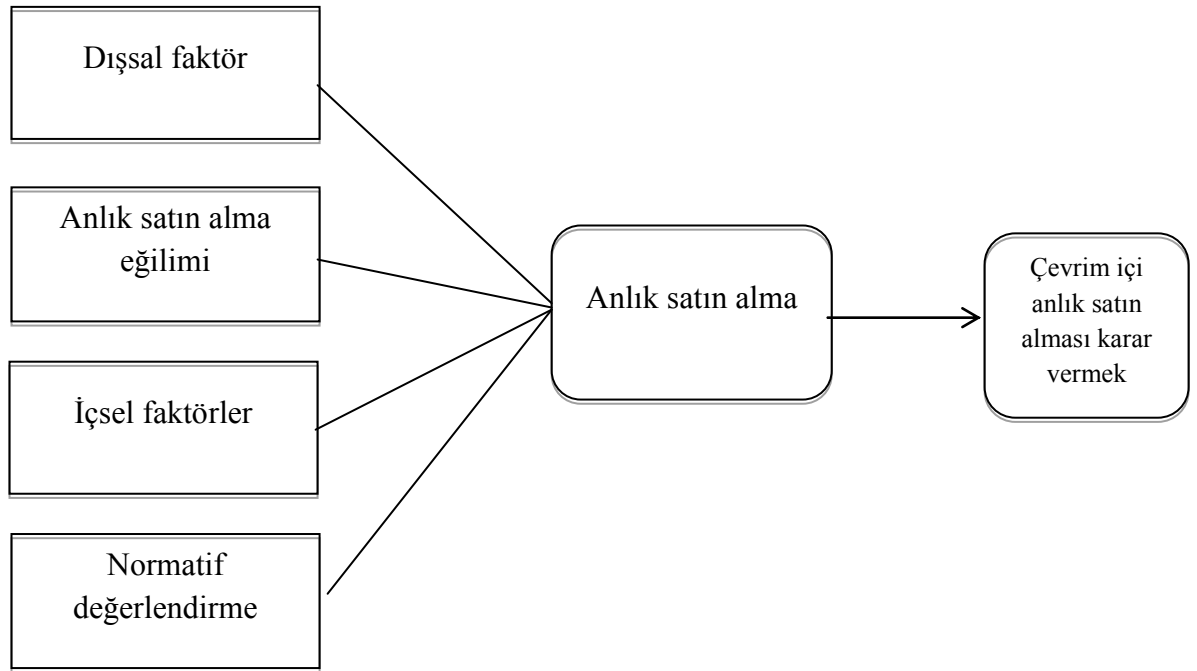 Dışsal faktör
Anlık satın alma
eğilimi
İçsel faktörler
Normatif
değerlendirme
Anlık satın alma
Çevrim içi
anlık satın
alması karar
vermek